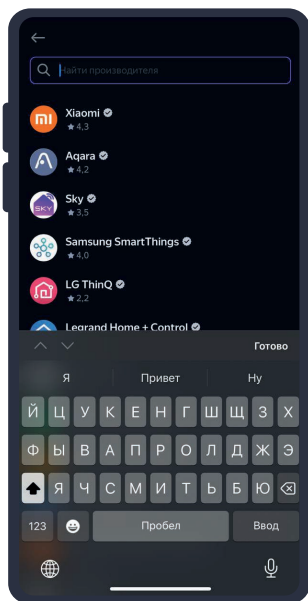 Найти производителя
Xiaomi
4,3
Aqara
4,2
SKY
Sky
3,5
Samsung SmartThings
4,0
LG ThinQ
2,2
Legrand Home + Control
Готово
Я Привет Ну
Й Ц У К Е Н Г Ш Щ З Х
Ф Ы В А П Р О Л Д Ж Э
Я Ч С М И Т Ь Б Ю
123 Пробел Ввод